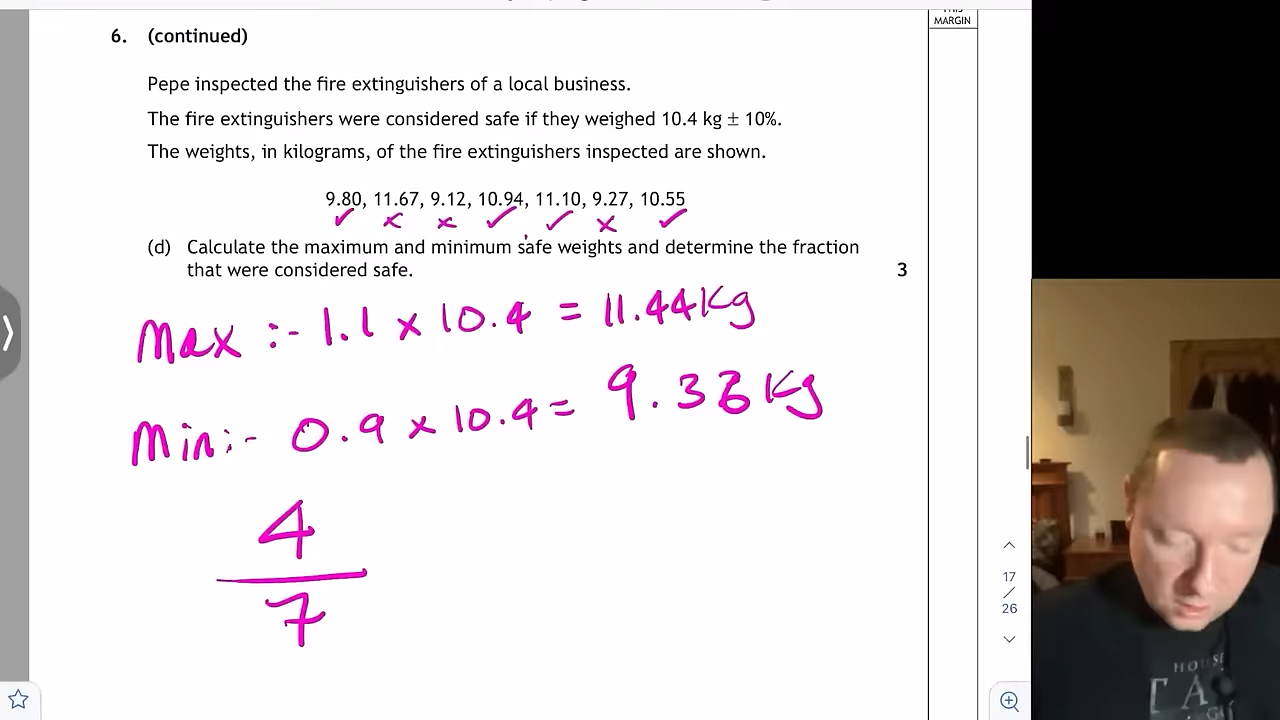 MARGIN
6. (continued)
Pepe inspected the fire extinguishers of a local business.
The fire extinguishers were considered safe if they weighed 10.4 kg ± 10%.
The weights, in kilograms, of the fire extinguishers inspected are shown.
9.80, 11.67, 9.12, 10.94, 11.10, 9.27, 10.55
✓ × × ✓ ✓ × ✓
(d) Calculate the maximum and minimum safe weights and determine the fraction
that were considered safe.
3
Max :- 1.1 × 10.4 = 11.44Kg
Min:- 0.9 × 10.4 = 9.36Kg
4
7
17
/
26
HOUSE